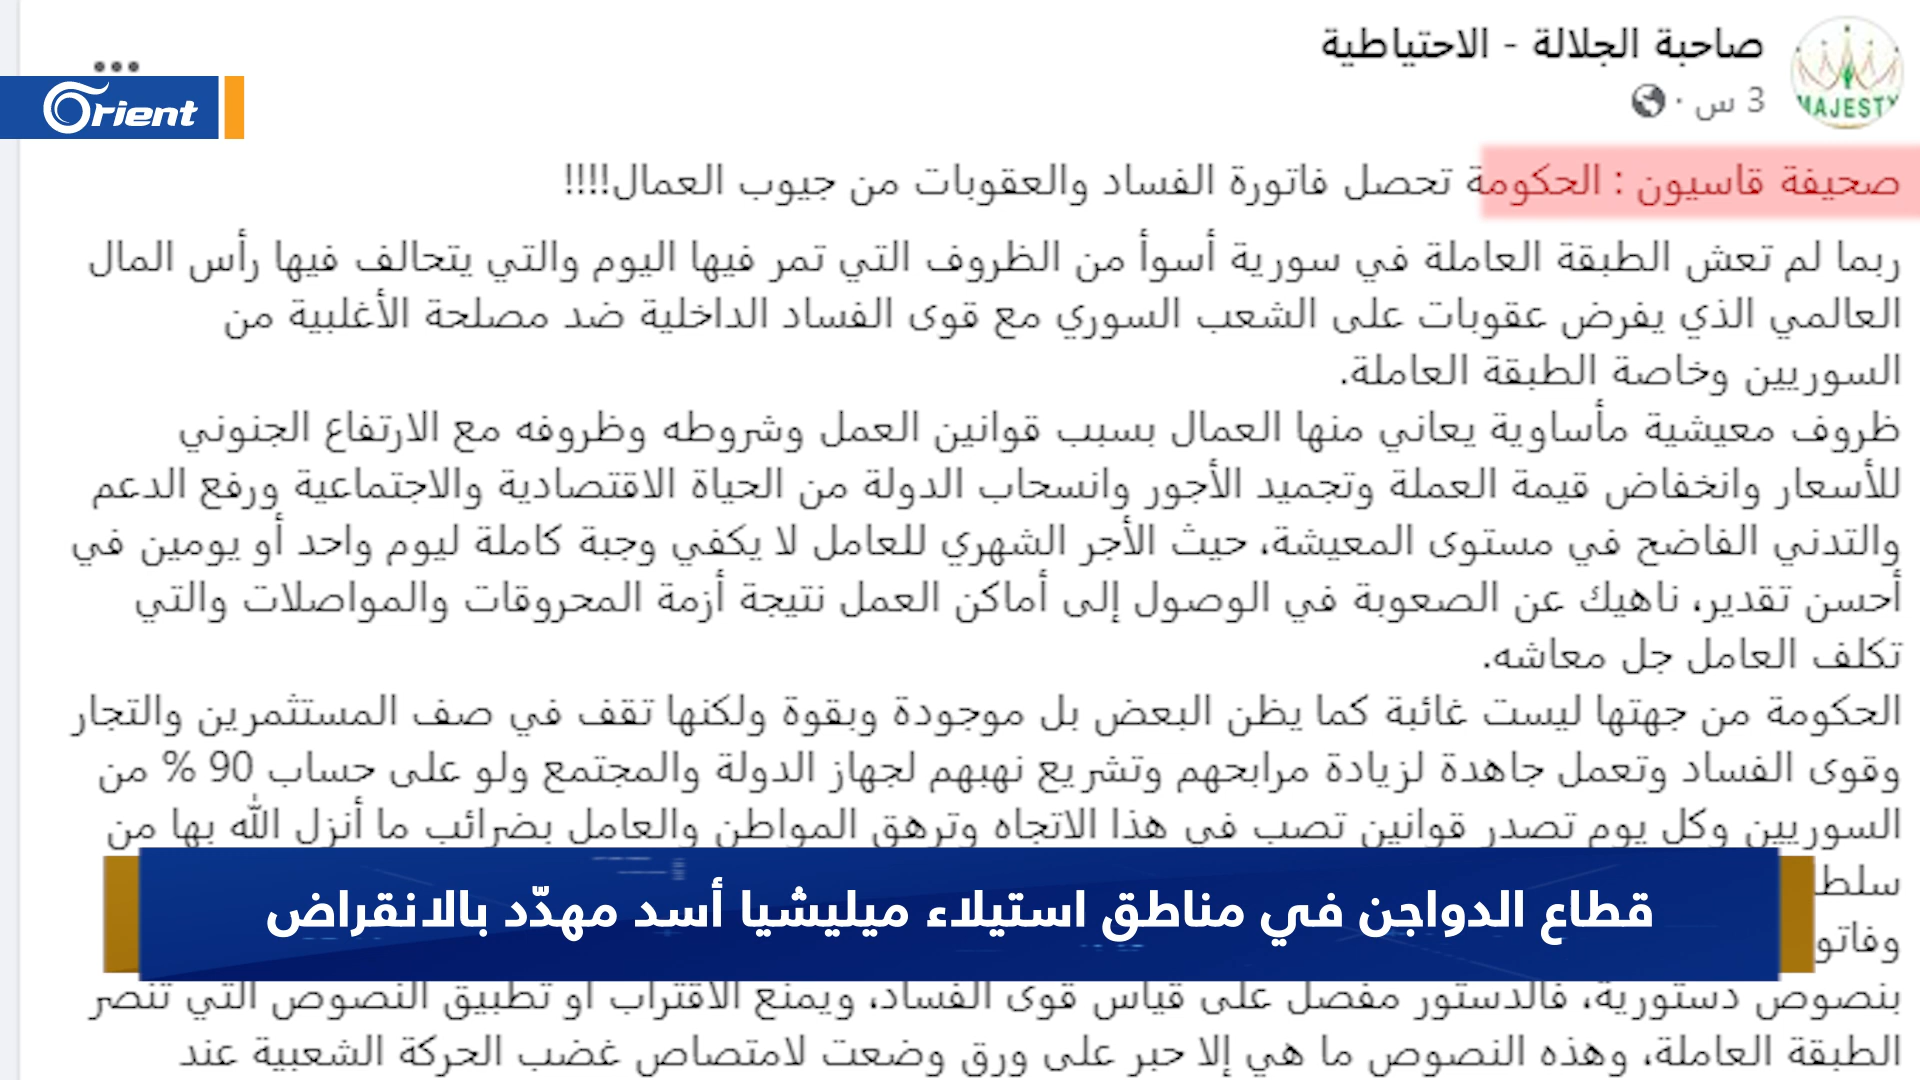 صاحبة الجلالة - الاحتياطية
3 س ·
MAJESTY
Orient
صحيفة قاسيون : الحكومة تحصل فاتورة الفساد والعقوبات من جيوب العمال!!!!
ربما لم تعش الطبقة العاملة في سورية أسوأ من الظروف التي تمر فيها اليوم والتي يتحالف فيها رأس المال
العالمي الذي يفرض عقوبات على الشعب السوري مع قوى الفساد الداخلية ضد مصلحة الأغلبية من
السوريين وخاصة الطبقة العاملة.
ظروف معيشية مأساوية يعاني منها العمال بسبب قوانين العمل وشروطه وظروفه مع الارتفاع الجنوني
للأسعار وانخفاض قيمة العملة وتجميد الأجور وانسحاب الدولة من الحياة الاقتصادية والاجتماعية ورفع الدعم
والتدني الفاضح في مستوى المعيشة، حيث الأجر الشهري للعامل لا يكفي وجبة كاملة ليوم واحد أو يومين في
أحسن تقدير، ناهيك عن الصعوبة في الوصول إلى أماكن العمل نتيجة أزمة المحروقات والمواصلات والتي
تكلف العامل جل معاشه.
الحكومة من جهتها ليست غائبة كما يظن البعض بل موجودة وبقوة ولكنها تقف في صف المستثمرين والتجار
وقوى الفساد وتعمل جاهدة لزيادة مرابحهم وتشريع نهبهم لجهاز الدولة والمجتمع ولو على حساب 90 % من
السوريين وكل يوم تصدر قوانين تصب في هذا الاتجاه وترهق المواطن والعامل بضرائب ما أنزل الله بها من
سلط
وفاتو
قطاع الدواجن في مناطق استيلاء ميليشيا أسد مهدّد بالانقراض
بنصوص دستورية، فالدستور مفصل على قياس قوى الفساد، ويمنع الاقتراب أو تطبيق النصوص التي تنصر
الطبقة العاملة، وهذه النصوص ما هي إلا حبر على ورق وضعت لامتصاص غضب الحركة الشعبية عند